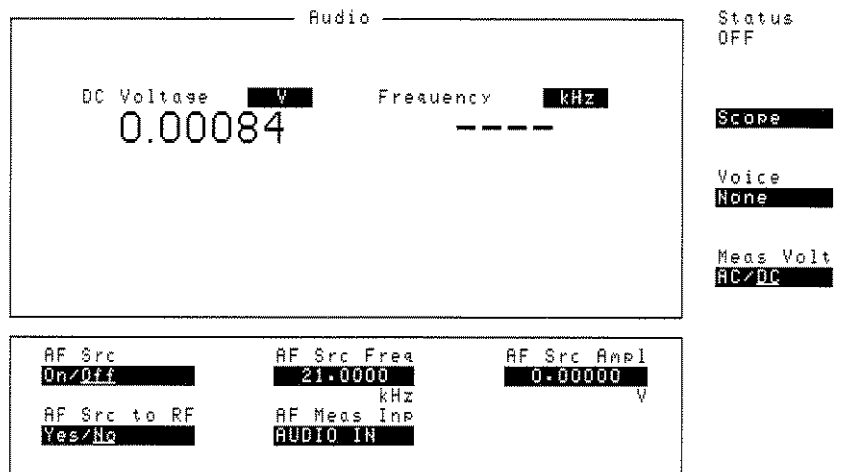 Audio
DC Voltage V
0.00084
Frequency kHz
----
Status
OFF
Scope
Voice
None
Meas Volt
AC/DC
AF Src
On/Off
AF Src Freq
21.0000
kHz
AF Src Ampl
0.00000
V
AF Src to RF
Yes/No
AF Meas Inp
AUDIO IN